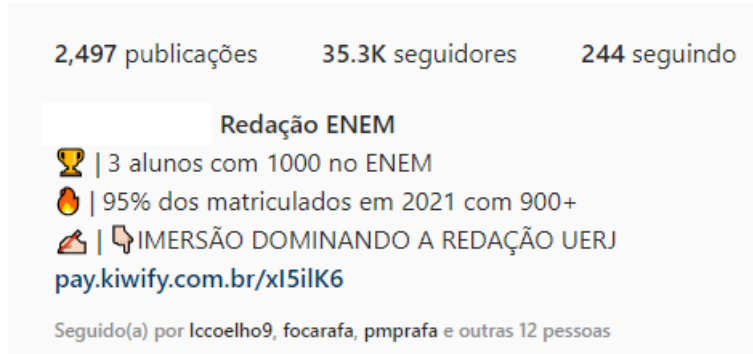 2,497 publicações 35.3K seguidores 244 seguindo
Redação ENEM
🏆 | 3 alunos com 1000 no ENEM
🔥 | 95% dos matriculados em 2021 com 900+
✍🏻 | 👇🏻IMERSÃO DOMINANDO A REDAÇÃO UERJ
pay.kiwify.com.br/xI5ilK6
Seguido(a) por lccoelho9, focarafa, pmprafa e outras 12 pessoas